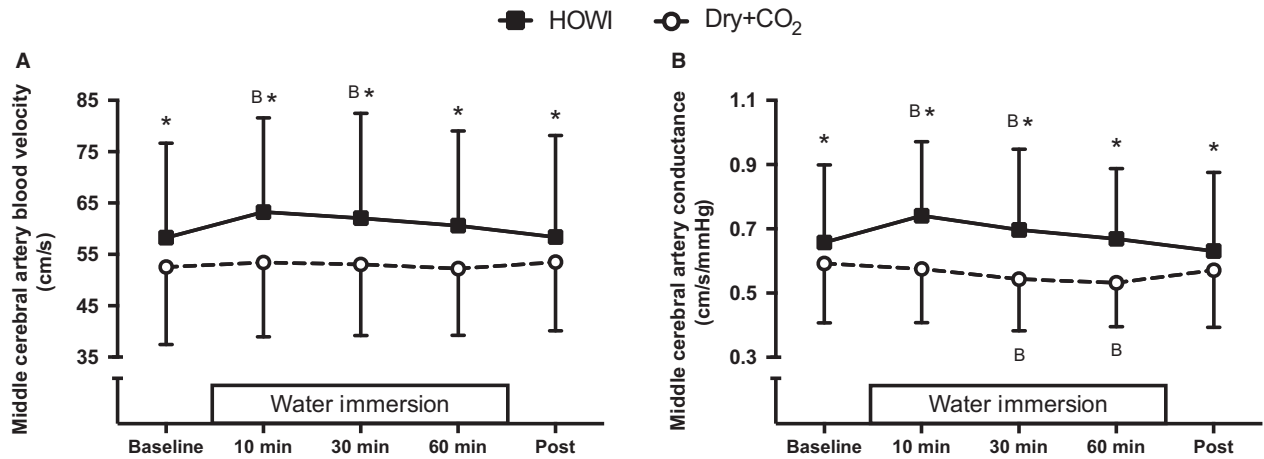 HOWI Dry+CO2
A
Middle cerebral artery blood velocity
(cm/s)
85
75
65
55
45
35
*
B *
B *
*
*
Water immersion
Baseline 10 min 30 min 60 min Post
B
Middle cerebral artery conductance
(cm/s/mmHg)
1.1
0.9
0.7
0.5
0.3
*
B *
B *
*
*
B B
Water immersion
Baseline 10 min 30 min 60 min Post